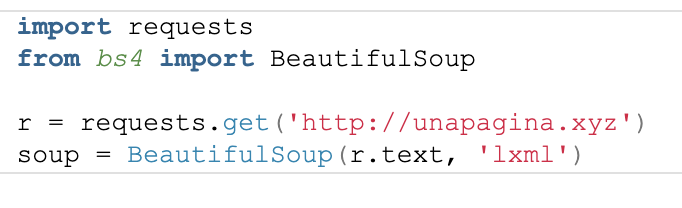 import requests
from bs4 import BeautifulSoup
r = requests.get('http://unapagina.xyz')
soup = BeautifulSoup(r.text, 'lxml')